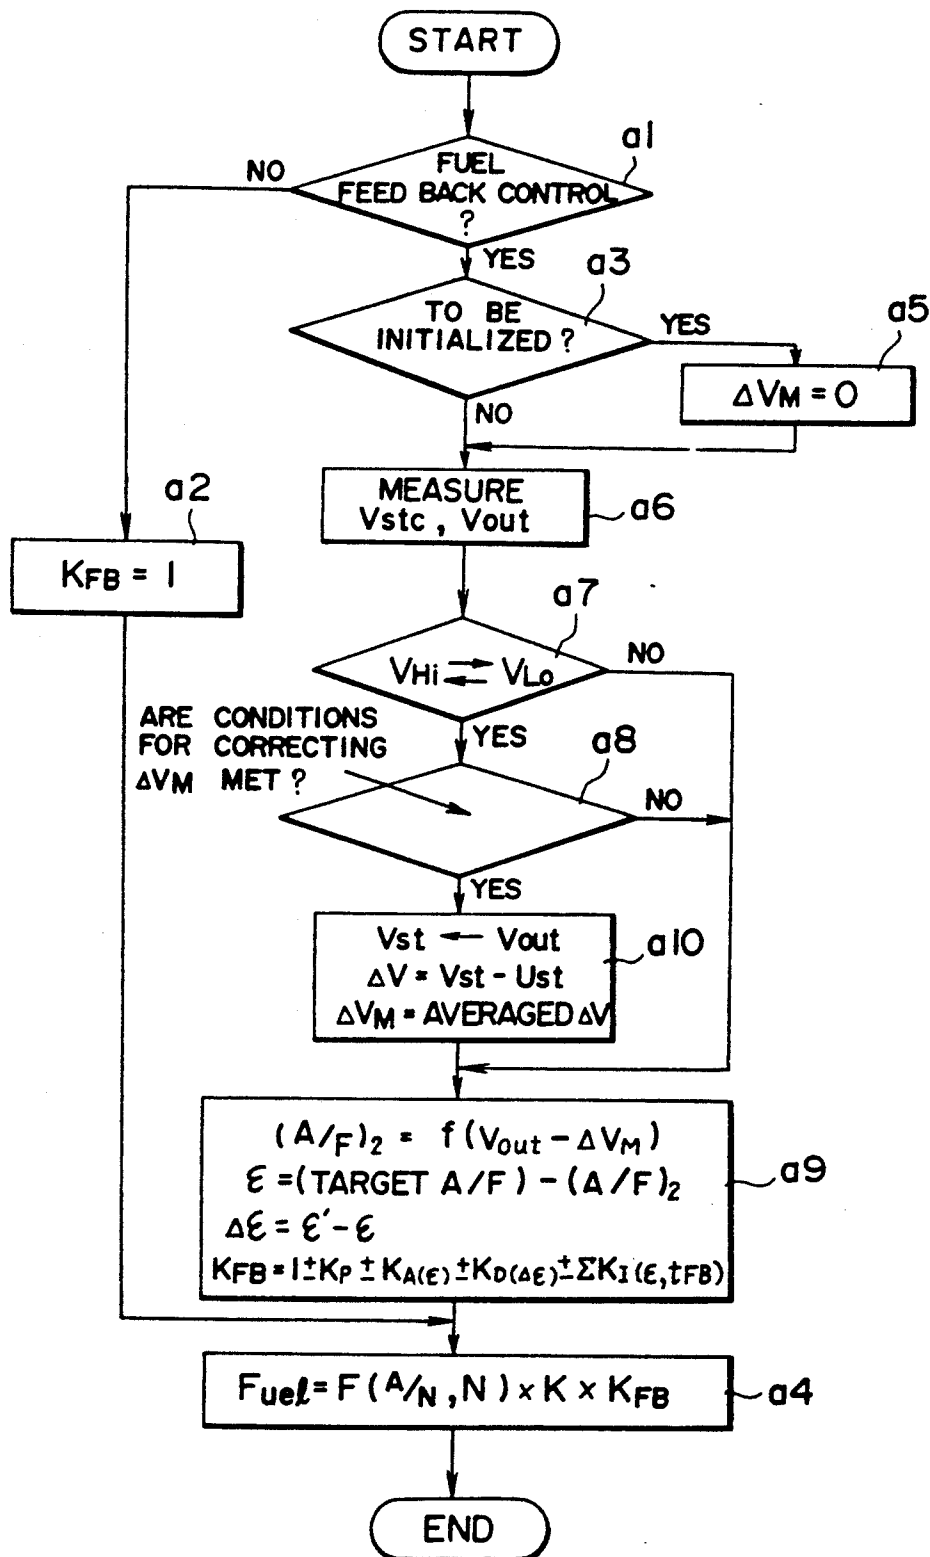 START
a1
NO
FUEL
FEED BACK CONTROL
?
YES
a3
TO BE
INITIALIZED ?
YES
a5
ΔVM = 0
NO
a2
MEASURE
Vstc , Vout
a6
KFB = 1
a7
VHi ⇄ VLo
NO
ARE CONDITIONS
FOR CORRECTING
ΔVM MET ?
YES
a8
NO
YES
Vst ← Vout
ΔV = Vst - Ust
ΔVM = AVERAGED ΔV
a10
(A/F)2 = f(Vout - ΔVM)
ε = (TARGET A/F) - (A/F)2
Δε = ε' - ε
KFB = 1 ± KP ± KA(ε) ± KD(Δε) ± ΣKI(ε, tFB)
a9
Fuel = F(A/N, N) × K × KFB
a4
END